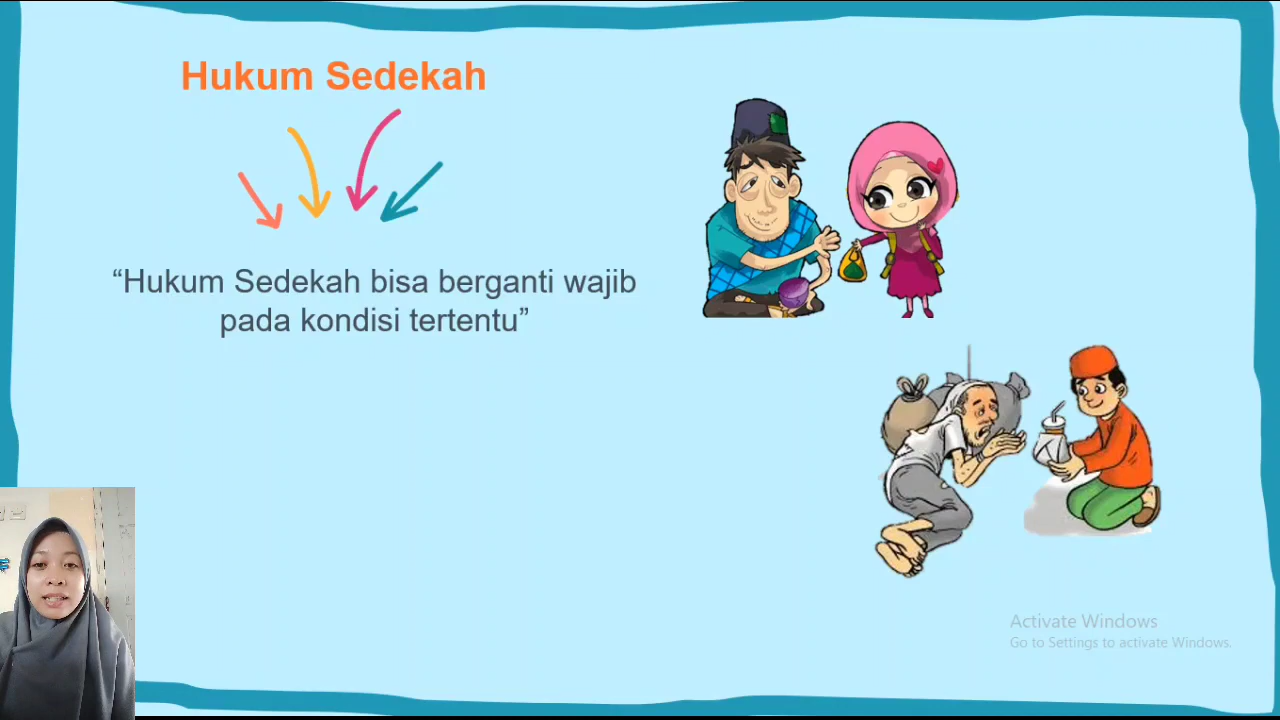 Hukum Sedekah
“Hukum Sedekah bisa berganti wajib
pada kondisi tertentu”
Activate Windows
Go to Settings to activate Windows.